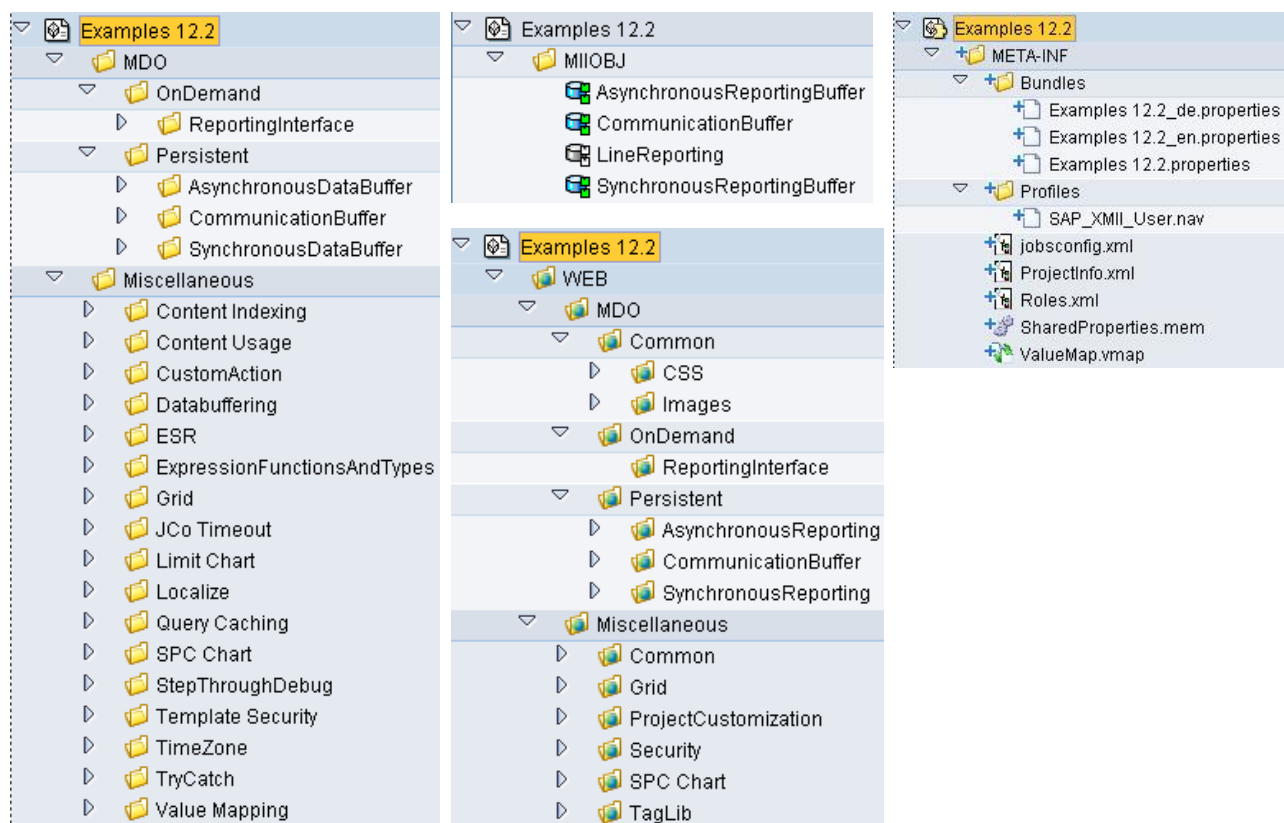 Examples 12.2
MDO
OnDemand
ReportingInterface
Persistent
AsynchronousDataBuffer
CommunicationBuffer
SynchronousDataBuffer
Miscellaneous
Content Indexing
Content Usage
CustomAction
Databuffering
ESR
ExpressionFunctionsAndTypes
Grid
JCo Timeout
Limit Chart
Localize
Query Caching
SPC Chart
StepThroughDebug
Template Security
TimeZone
TryCatch
Value Mapping
Examples 12.2
MIIOBJ
AsynchronousReportingBuffer
CommunicationBuffer
LineReporting
SynchronousReportingBuffer
Examples 12.2
WEB
MDO
Common
CSS
Images
OnDemand
ReportingInterface
Persistent
AsynchronousReporting
CommunicationBuffer
SynchronousReporting
Miscellaneous
Common
Grid
ProjectCustomization
Security
SPC Chart
TagLib
Examples 12.2
META-INF
Bundles
Examples 12.2_de.properties
Examples 12.2_en.properties
Examples 12.2.properties
Profiles
SAP_XMII_User.nav
jobsconfig.xml
ProjectInfo.xml
Roles.xml
SharedProperties.mem
ValueMap.vmap